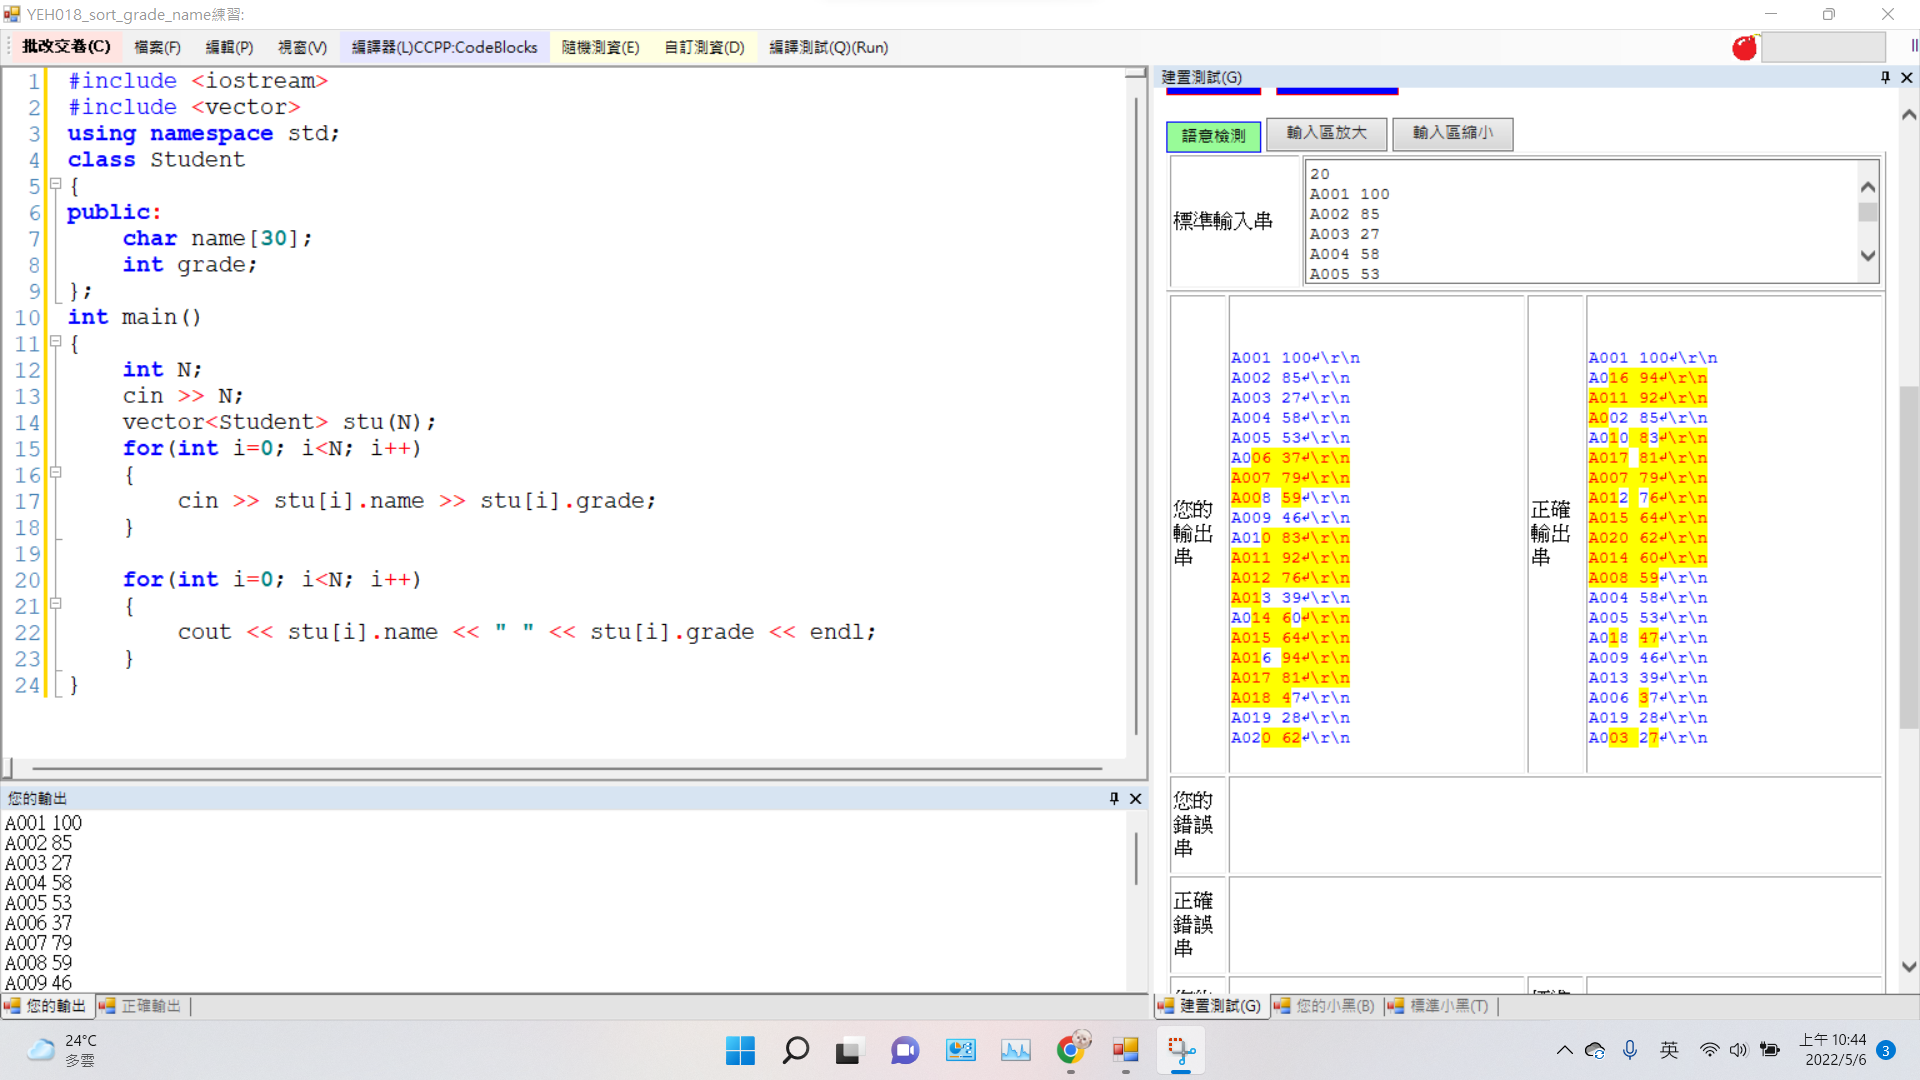 YEH018_sort_grade_name練習:
批改交卷(C) 檔案(F) 編輯(P) 視窗(V) 編譯器(L)CCPP:CodeBlocks 隨機測資(E) 自訂測資(D) 編譯測試(Q)(Run)
1 #include <iostream>
2 #include <vector>
3 using namespace std;
4 class Student
5 {
6 public:
7 char name[30];
8 int grade;
9 };
10 int main()
11 {
12 int N;
13 cin >> N;
14 vector<Student> stu(N);
15 for(int i=0; i<N; i++)
16 {
17 cin >> stu[i].name >> stu[i].grade;
18 }
19
20 for(int i=0; i<N; i++)
21 {
22 cout << stu[i].name << " " << stu[i].grade << endl;
23 }
24 }
您的輸出
A001 100
A002 85
A003 27
A004 58
A005 53
A006 37
A007 79
A008 59
A009 46
您的輸出 正確輸出
建置測試(G)
語意檢測 輸入區放大 輸入區縮小
標準輸入串
20
A001 100
A002 85
A003 27
A004 58
A005 53
您的輸出串
A001 100↲\r\n
A002 85↲\r\n
A003 27↲\r\n
A004 58↲\r\n
A005 53↲\r\n
A006 37↲\r\n
A007 79↲\r\n
A008 59↲\r\n
A009 46↲\r\n
A010 83↲\r\n
A011 92↲\r\n
A012 76↲\r\n
A013 39↲\r\n
A014 60↲\r\n
A015 64↲\r\n
A016 94↲\r\n
A017 81↲\r\n
A018 47↲\r\n
A019 28↲\r\n
A020 62↲\r\n
正確輸出串
A001 100↲\r\n
A016 94↲\r\n
A011 92↲\r\n
A002 85↲\r\n
A010 83↲\r\n
A017 81↲\r\n
A007 79↲\r\n
A012 76↲\r\n
A015 64↲\r\n
A020 62↲\r\n
A014 60↲\r\n
A008 59↲\r\n
A004 58↲\r\n
A005 53↲\r\n
A018 47↲\r\n
A009 46↲\r\n
A013 39↲\r\n
A006 37↲\r\n
A019 28↲\r\n
A003 27↲\r\n
您的錯誤串
正確錯誤串
建置測試(G) 您的小黑(B) 標準小黑(T)
24°C
多雲
英
上午 10:44
2022/5/6
3